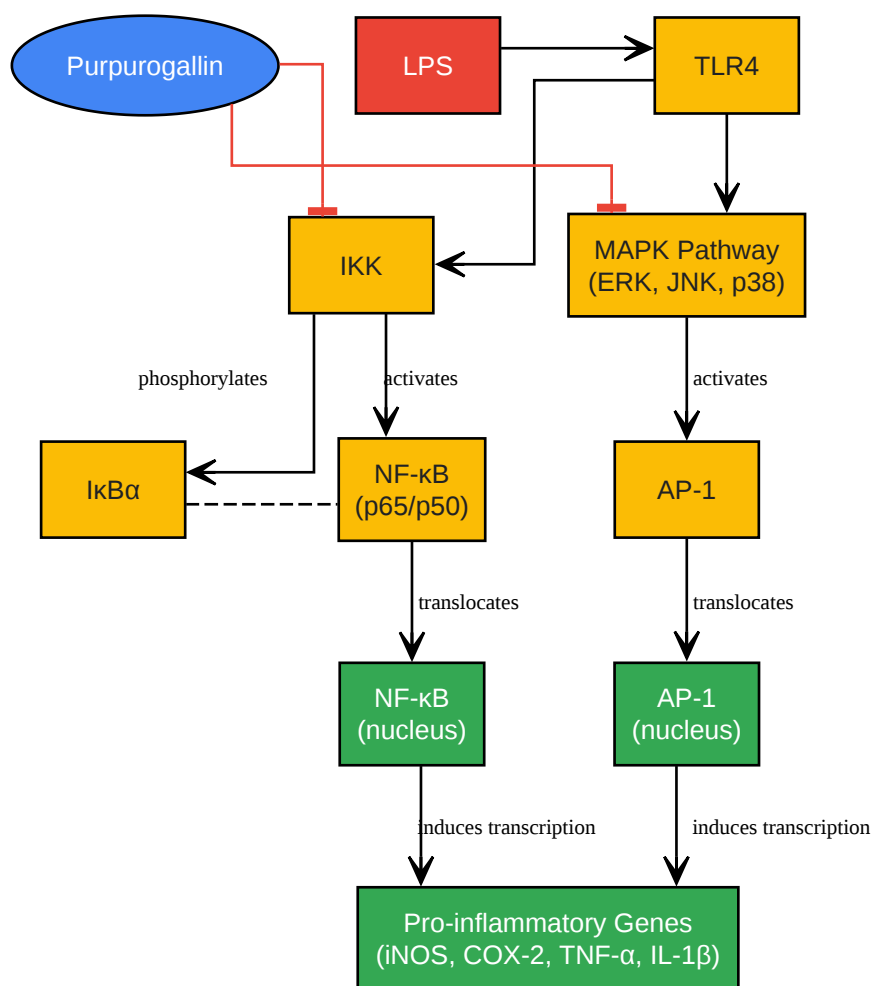 Purpurogallin
LPS
TLR4
IKK
MAPK Pathway
(ERK, JNK, p38)
phosphorylates
activates
activates
IκBα
NF-κB
(p65/p50)
AP-1
translocates
translocates
NF-κB
(nucleus)
AP-1
(nucleus)
induces transcription
induces transcription
Pro-inflammatory Genes
(iNOS, COX-2, TNF-α, IL-1β)